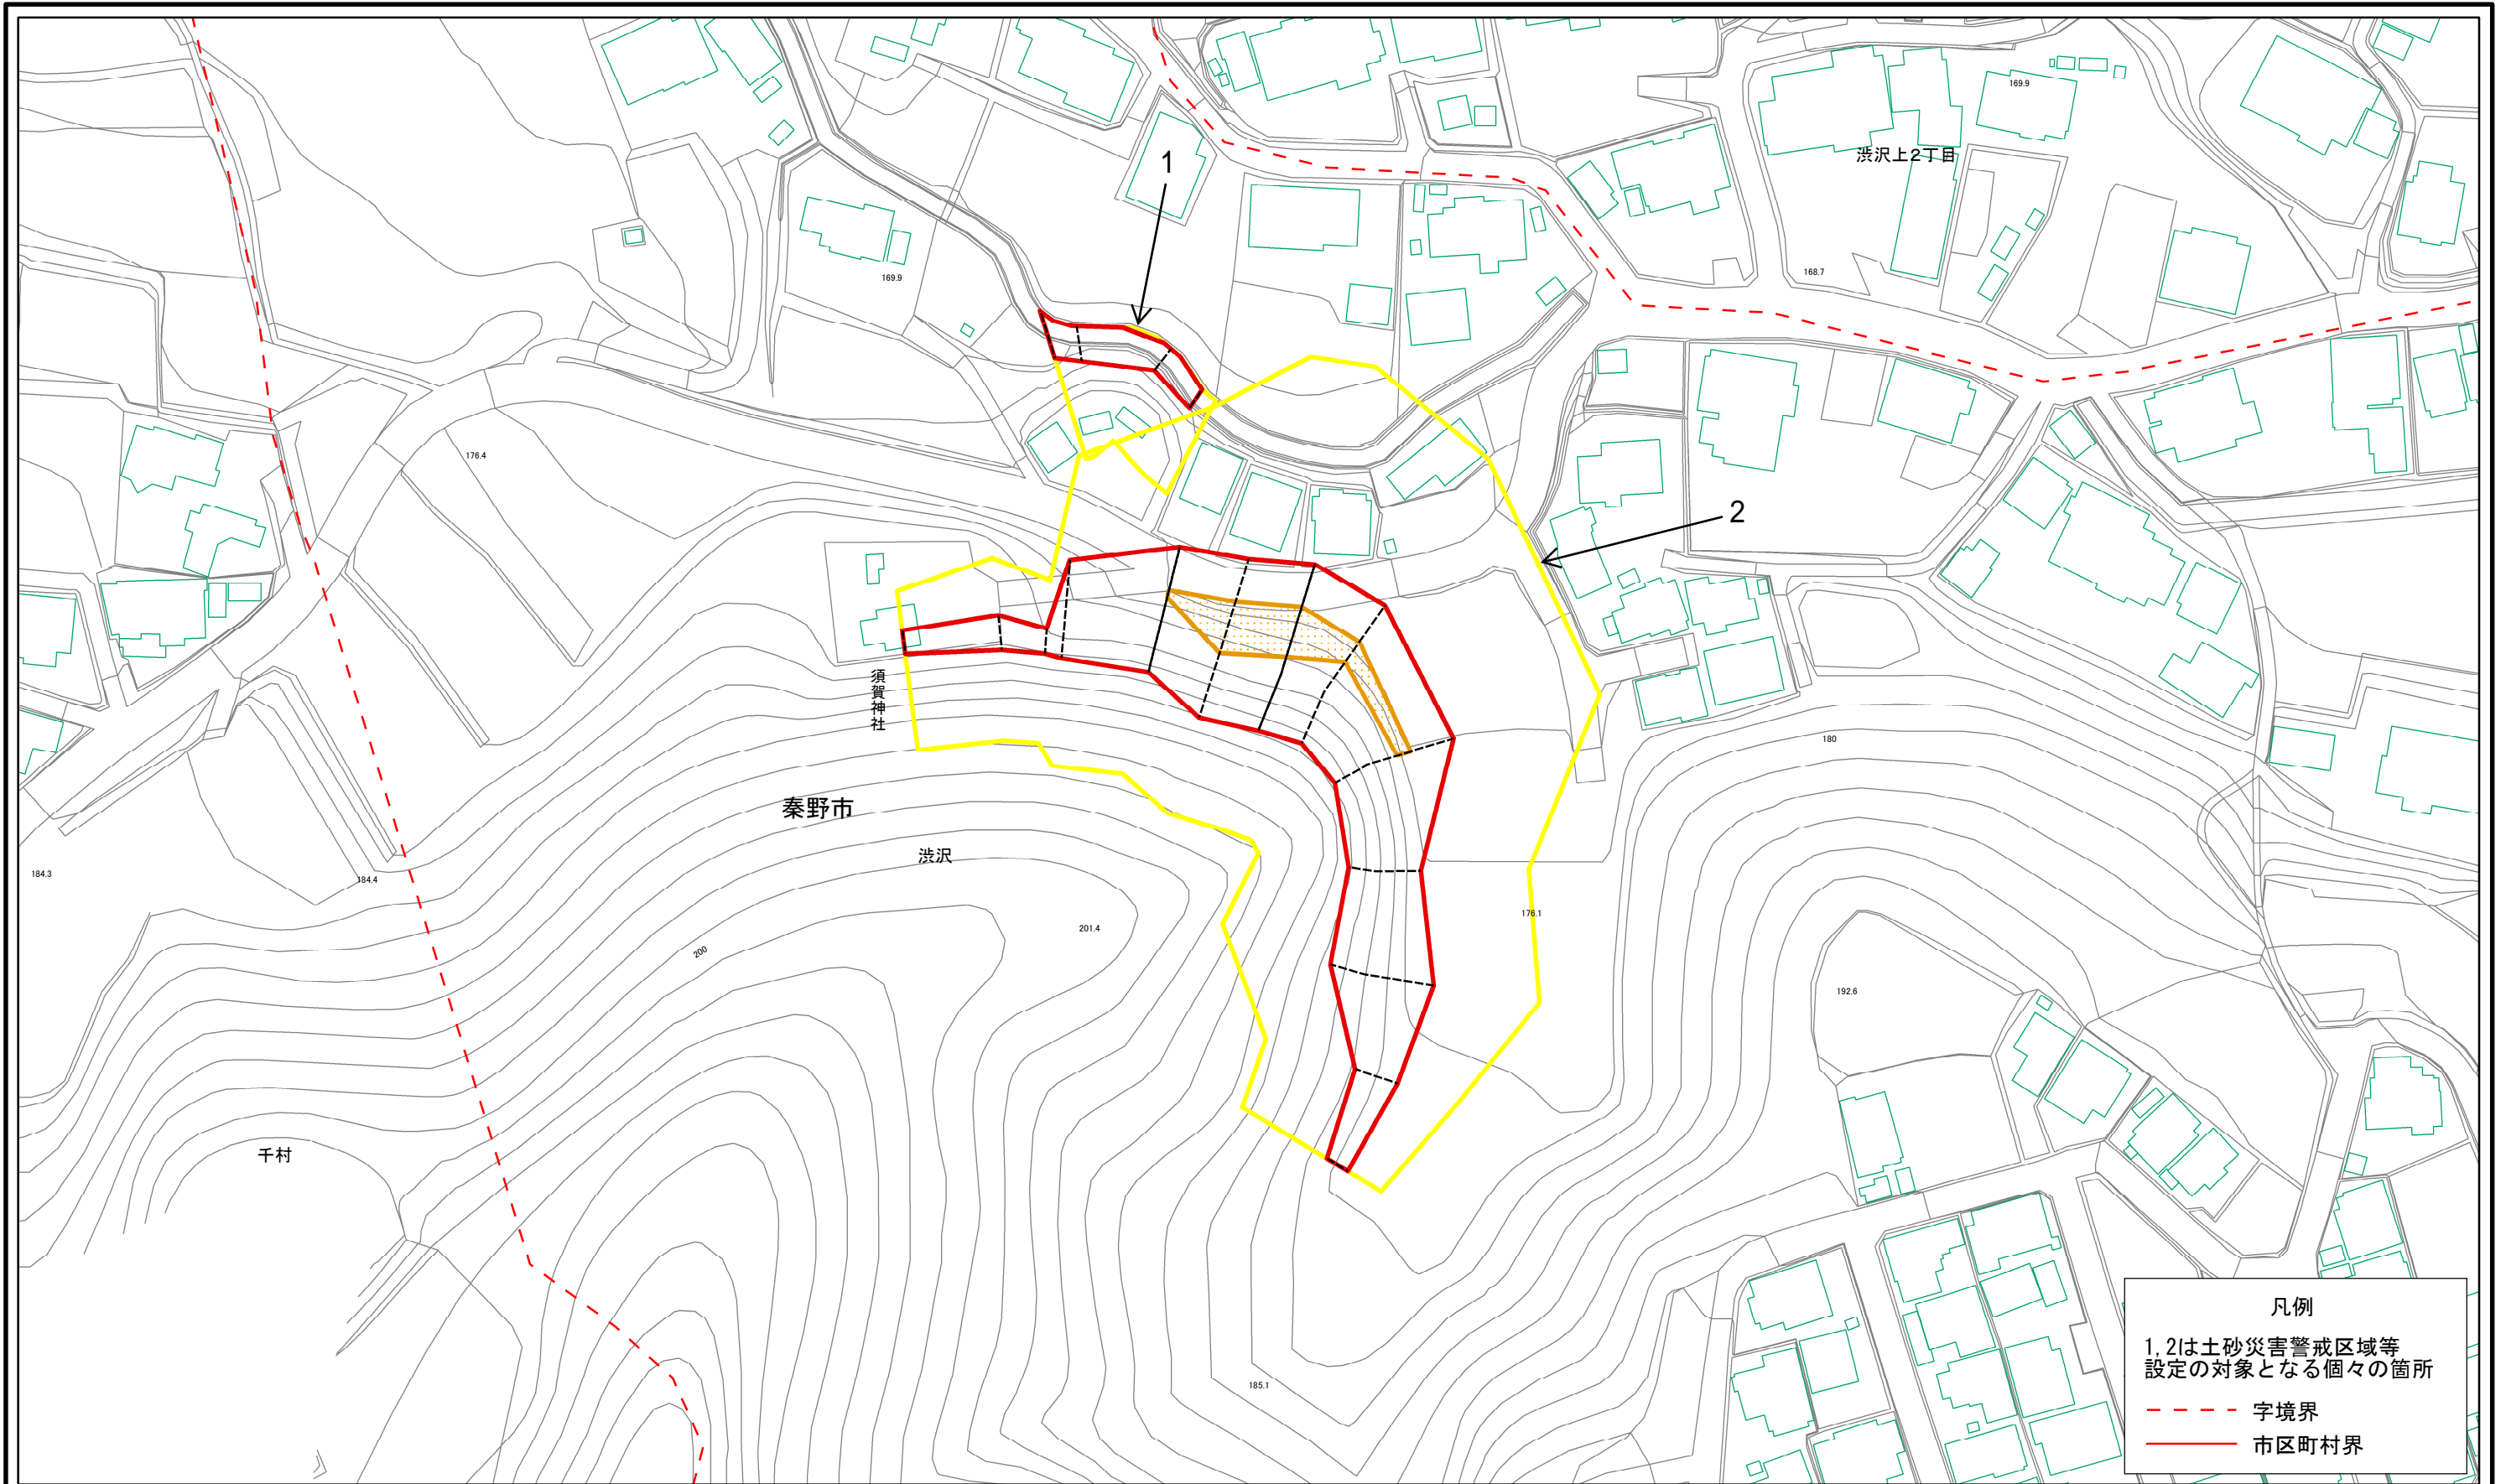 169.9
渋沢上2丁目
1
169.9
168.7
176.4
2
須賀神社
180
秦野市
渋沢
184.3
184.4
176.1
201.4
200
192.6
千村
185.1
凡例
1,2は土砂災害警戒区域等
設定の対象となる個々の箇所
字境界
市区町村界